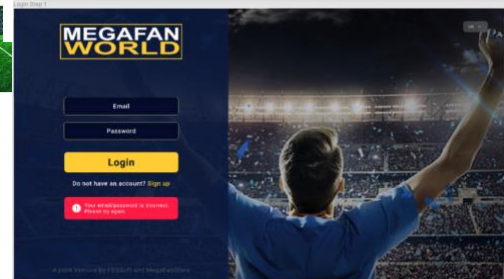 Login Step 1
MEGAFAN
WORLD
Email
Password
Login
Do not have an account? Sign up
Your email/password is incorrect.
Please try again.